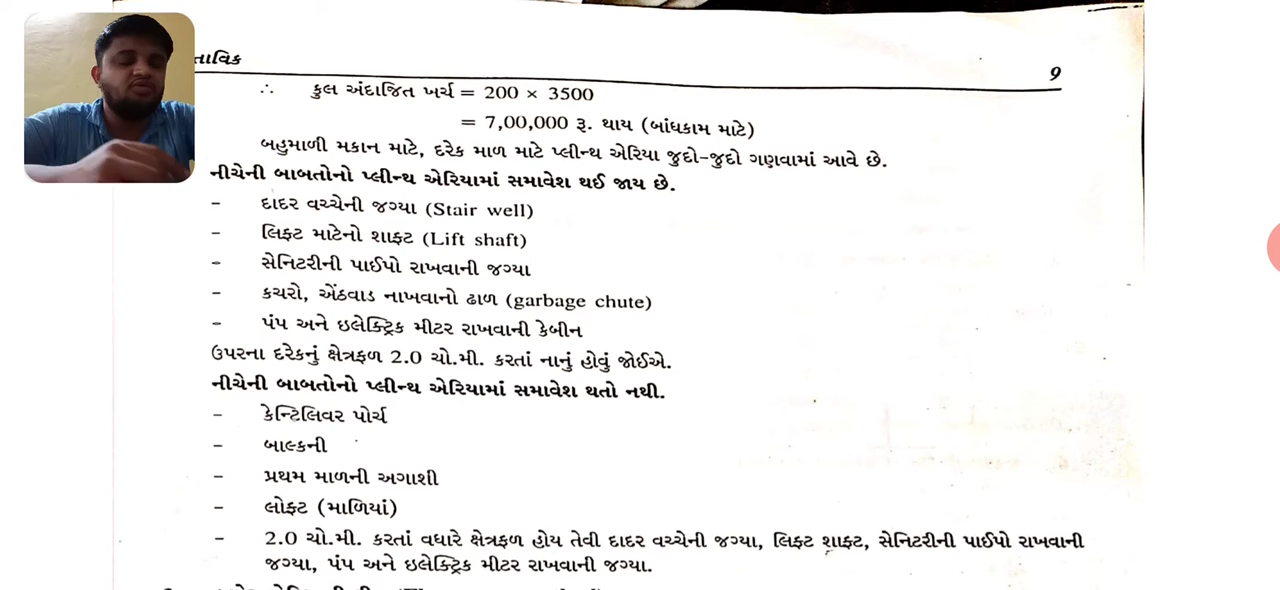 9
∴ કુલ અંદાજિત ખર્ચ = 200 × 3500
= 7,00,000 રૂ. થાય (બાંધકામ માટે)
બહુમાળી મકાન માટે, દરેક માળ માટે પ્લીન્થ એરિયા જુદો-જુદો ગણવામાં આવે છે.
નીચેની બાબતોનો પ્લીન્થ એરિયામાં સમાવેશ થઈ જાય છે.
- દાદર વચ્ચેની જગ્યા (Stair well)
- લિફ્ટ માટેનો શાફ્ટ (Lift shaft)
- સેનિટરીની પાઈપો રાખવાની જગ્યા
- કચરો, એંઠવાડ નાખવાનો ઢાળ (garbage chute)
- પંપ અને ઇલેક્ટ્રિક મીટર રાખવાની કેબીન
ઉપરના દરેકનું ક્ષેત્રફળ 2.0 ચો.મી. કરતાં નાનું હોવું જોઈએ.
નીચેની બાબતોનો પ્લીન્થ એરિયામાં સમાવેશ થતો નથી.
- કેન્ટિલિવર પોર્ચ
- બાલ્કની
- પ્રથમ માળની અગાશી
- લોફ્ટ (માળિયાં)
- 2.0 ચો.મી. કરતાં વધારે ક્ષેત્રફળ હોય તેવી દાદર વચ્ચેની જગ્યા, લિફ્ટ શાફ્ટ, સેનિટરીની પાઈપો રાખવાની
જગ્યા, પંપ અને ઇલેક્ટ્રિક મીટર રાખવાની જગ્યા.